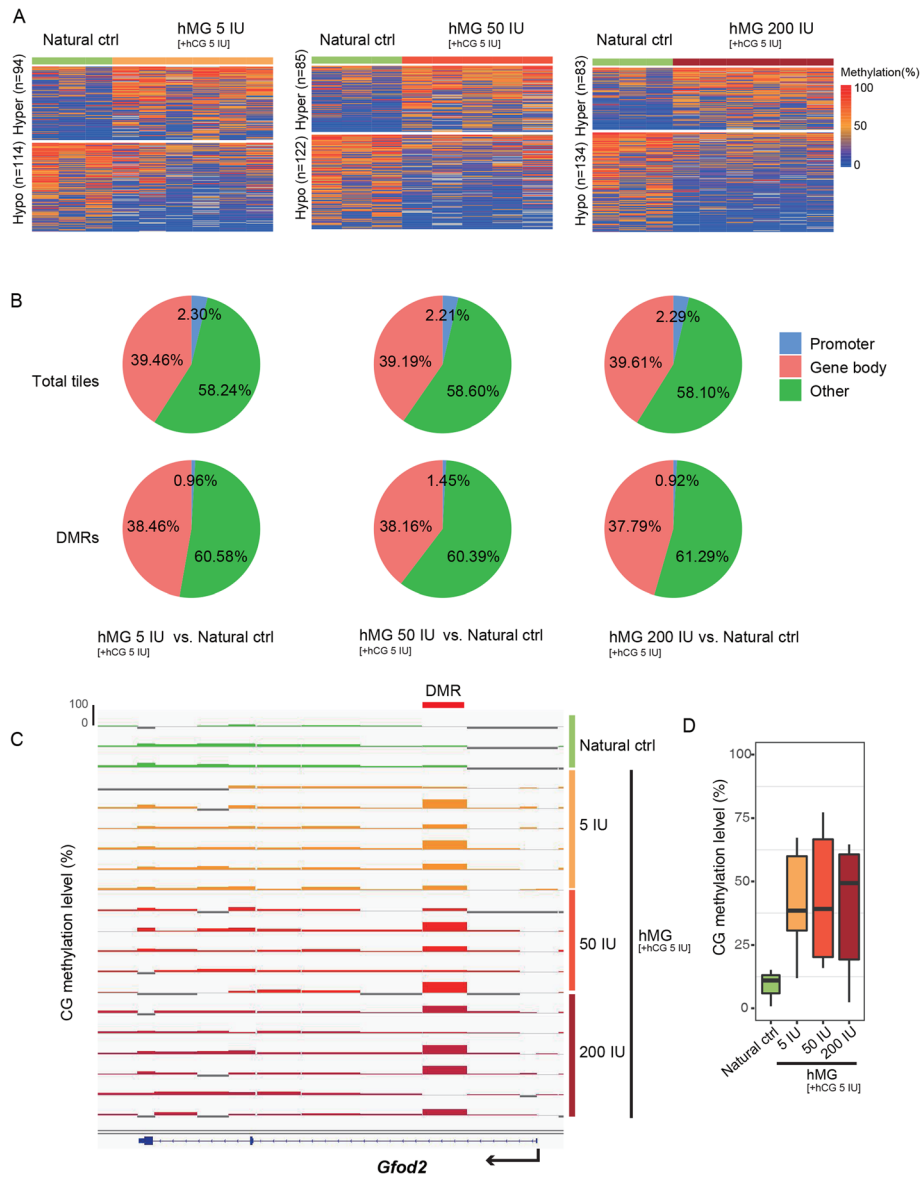 A
Natural ctrl
hMG 5 IU
[+hCG 5 IU]
Hyper (n=94)
Hypo (n=114)
Natural ctrl
hMG 50 IU
[+hCG 5 IU]
Hyper (n=85)
Hypo (n=122)
Natural ctrl
hMG 200 IU
[+hCG 5 IU]
Hyper (n=83)
Hypo (n=134)
Methylation(%)
100
50
0
B
Total tiles
2.30%
39.46%
58.24%
2.21%
39.19%
58.60%
2.29%
39.61%
58.10%
Promoter
Gene body
Other
DMRs
0.96%
38.46%
60.58%
1.45%
38.16%
60.39%
0.92%
37.79%
61.29%
hMG 5 IU vs. Natural ctrl
[+hCG 5 IU]
hMG 50 IU vs. Natural ctrl
[+hCG 5 IU]
hMG 200 IU vs. Natural ctrl
[+hCG 5 IU]
C
100
0
DMR
CG methylation lelvel (%)
Natural ctrl
5 IU
50 IU
200 IU
hMG
[+hCG 5 IU]
Gfod2
D
CG methylation lelvel (%)
100
75
50
25
0
Natural ctrl
5 IU
50 IU
200 IU
hMG
[+hCG 5 IU]